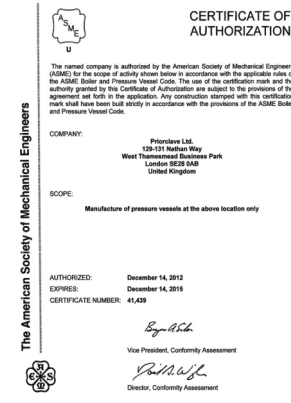 ASME
U
CERTIFICATE OF
AUTHORIZATION
The named company is authorized by the American Society of Mechanical Engineers
(ASME) for the scope of activity shown below in accordance with the applicable rules o
the ASME Boiler and Pressure Vessel Code. The use of the certification mark and the
authority granted by this Certificate of Authorization are subject to the provisions of the
agreement set forth in the application. Any construction stamped with this certification
mark shall have been built strictly in accordance with the provisions of the ASME Boile
and Pressure Vessel Code.
COMPANY:
Priorclave Ltd.
129-131 Nathan Way
West Thamesmead Business Park
London SE28 0AB
United Kingdom
SCOPE:
Manufacture of pressure vessels at the above location only
AUTHORIZED: December 14, 2012
EXPIRES: December 14, 2015
CERTIFICATE NUMBER: 41,439
Vice President, Conformity Assessment
Director, Conformity Assessment
The American Society of Mechanical Engineers